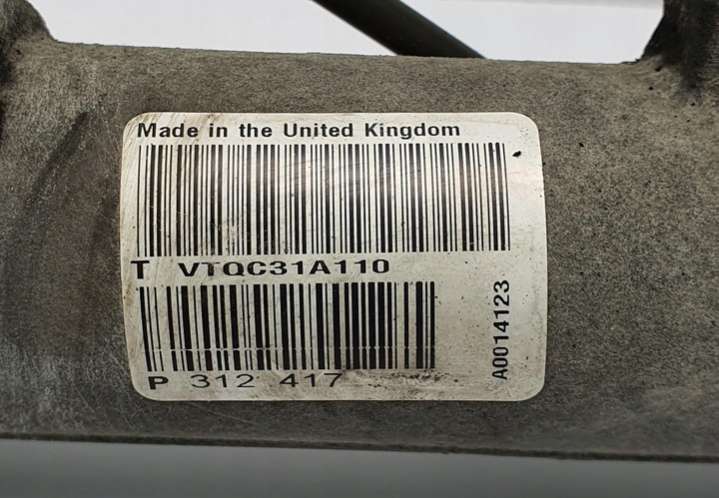 Made in the United Kingdom
T VTQC31A110
P 312 417
A0014123